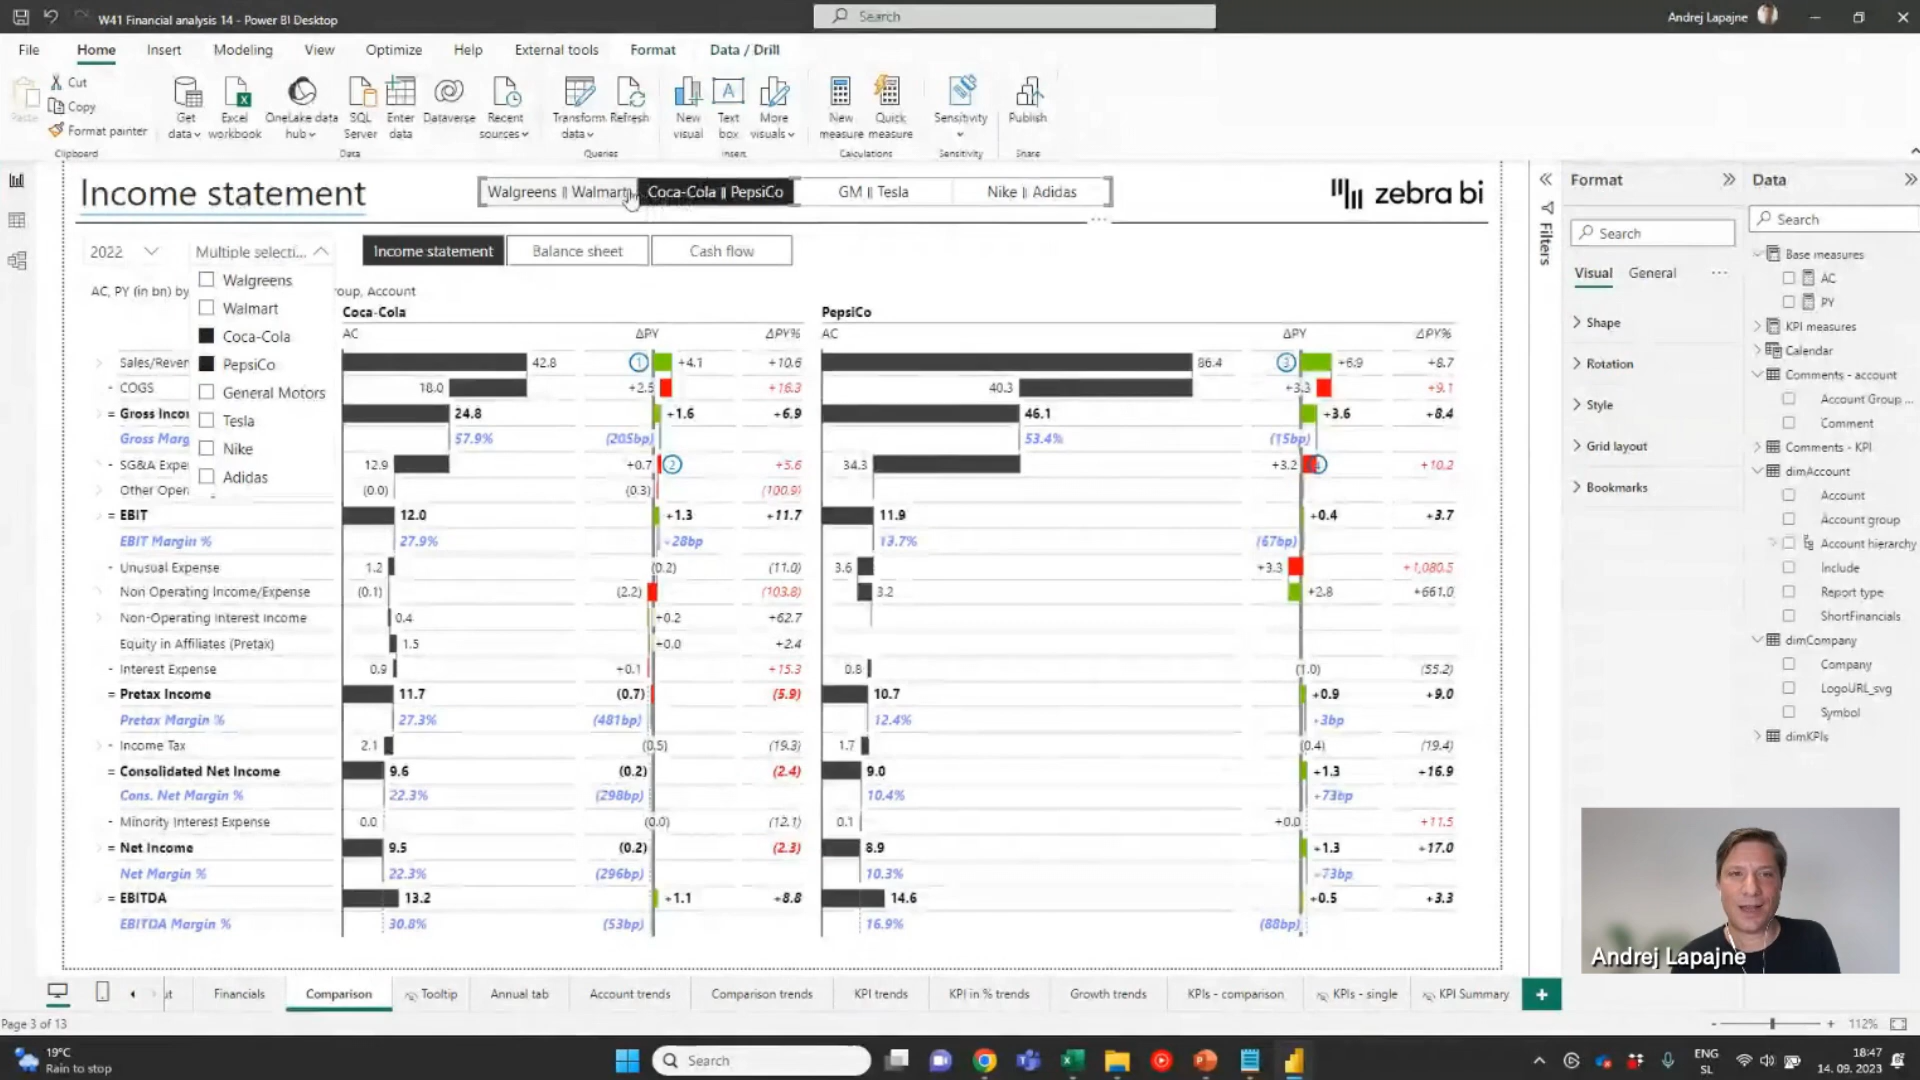 W41 Financial analysis 14 - Power BI Desktop
Search
Andrej Lapajne
File Home Insert Modeling View Optimize Help External tools Format Data / Drill
Paste
Cut
Copy
Format painter
Get data
Excel workbook
OneLake data hub
SQL Server
Enter data
Dataverse
Recent sources
Transform data
Refresh
New visual
Text box
More visuals
New measure
Quick measure
Sensitivity
Publish
Clipboard Data Queries Insert Calculations Sensitivity Share
Income statement
Walgreens || Walmart Coca-Cola || PepsiCo GM || Tesla Nike || Adidas
zebra bi
2022 Multiple selecti... Income statement Balance sheet Cash flow
Walgreens
Walmart
Coca-Cola
PepsiCo
General Motors
Tesla
Nike
Adidas
AC, PY (in bn) by oup, Account
Coca-Cola PepsiCo
AC ΔPY ΔPY% AC ΔPY ΔPY%
Sales/Reven 42.8 1 +4.1 +10.6 86.4 3 +6.9 +8.7
- COGS 18.0 +2.5 +16.3 40.3 +3.3 +9.1
= Gross Incor 24.8 +1.6 +6.9 46.1 +3.6 +8.4
Gross Marg 57.9% (205bp) 53.4% (15bp)
- SG&A Expe 12.9 +0.7 2 +5.6 34.3 +3.2 +10.2
Other Oper (0.0) (0.3) (100.9)
= EBIT 12.0 +1.3 +11.7 11.9 +0.4 +3.7
EBIT Margin % 27.9% +28bp 13.7% (67bp)
- Unusual Expense 1.2 (0.2) (11.0) 3.6 +3.3 +1,080.5
Non Operating Income/Expense (0.1) (2.2) (103.8) 3.2 +2.8 +661.0
Non-Operating Interest Income 0.4 +0.2 +62.7
Equity in Affiliates (Pretax) 1.5 +0.0 +2.4
- Interest Expense 0.9 +0.1 +15.3 0.8 (1.0) (55.2)
= Pretax Income 11.7 (0.7) (5.9) 10.7 +0.9 +9.0
Pretax Margin % 27.3% (481bp) 12.4% +3bp
- Income Tax 2.1 (0.5) (19.3) 1.7 (0.4) (19.4)
= Consolidated Net Income 9.6 (0.2) (2.4) 9.0 +1.3 +16.9
Cons. Net Margin % 22.3% (298bp) 10.4% +73bp
- Minority Interest Expense 0.0 (0.0) (12.1) 0.1 +0.0 +11.5
= Net Income 9.5 (0.2) (2.3) 8.9 +1.3 +17.0
Net Margin % 22.3% (296bp) 10.3% +73bp
= EBITDA 13.2 +1.1 +8.8 14.6 +0.5 +3.3
EBITDA Margin % 30.8% (53bp) 16.9% (88bp)
Filters
Format
Search
Visual General ...
Shape
Rotation
Style
Grid layout
Bookmarks
Data
Search
Base measures
AC
PY
KPI measures
Calendar
Comments - account
Account Group ...
Comment
Comments - KPI
dimAccount
Account
Account group
Account hierarchy
Include
Report type
ShortFinancials
dimCompany
Company
LogoURL_svg
Symbol
dimKPIs
Andrej Lapajne
Financials Comparison Tooltip Annual tab Account trends Comparison trends KPI trends KPI in % trends Growth trends KPIs - comparison KPIs - single KPI Summary +
Page 3 of 13
- + 112%
19°C
Rain to stop
Search
ENG
SL
18:47
14. 09. 2023